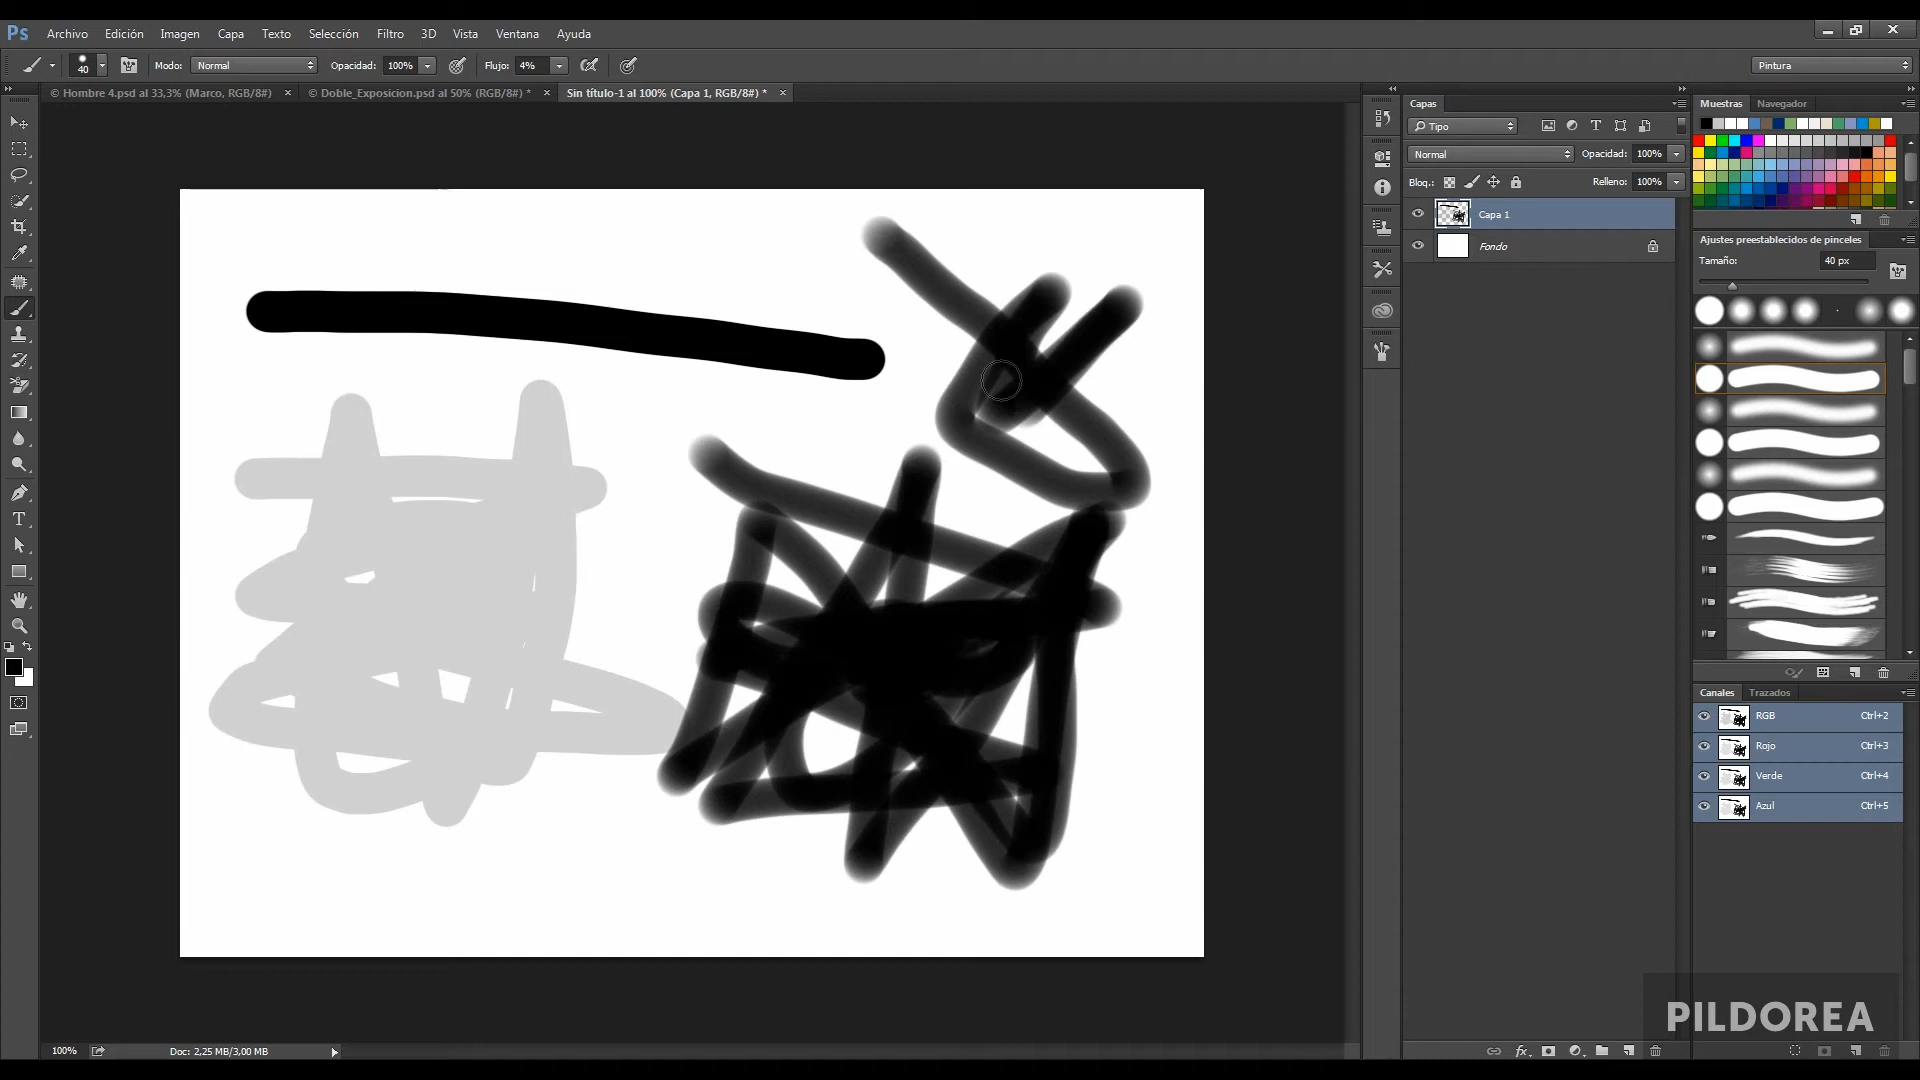 Ps Archivo Edición Imagen Capa Texto Selección Filtro 3D Vista Ventana Ayuda
40 Modo: Normal Opacidad: 100% Flujo: 4% Pintura
© Hombre 4.psd al 33,3% (Marco, RGB/8#) × © Doble_Exposicion.psd al 50% (RGB/8#) * × Sin título-1 al 100% (Capa 1, RGB/8#) * ×
Capas
Tipo
Normal Opacidad: 100%
Bloq.: Relleno: 100%
Capa 1
Fondo
Muestras Navegador
Ajustes preestablecidos de pinceles
Tamaño: 40 px
Canales Trazados
RGB Ctrl+2
Rojo Ctrl+3
Verde Ctrl+4
Azul Ctrl+5
PILDOREA
100% Doc: 2,25 MB/3,00 MB